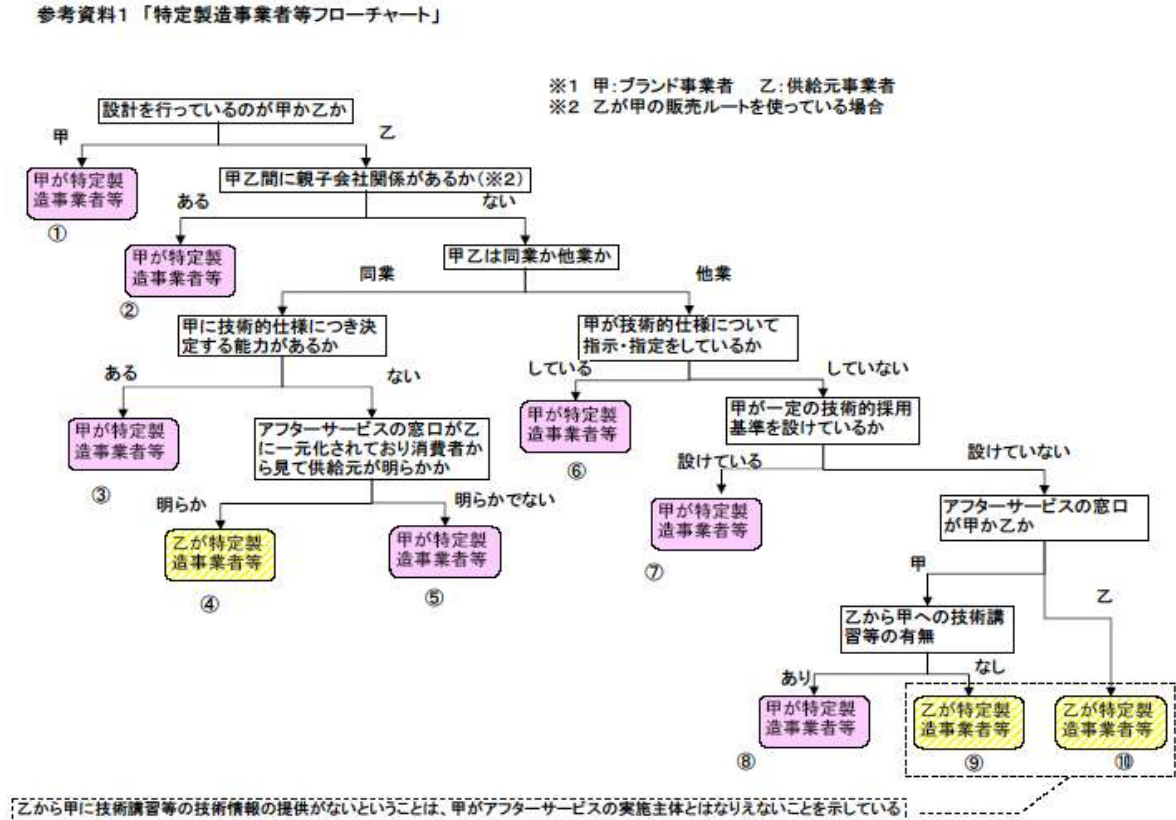 参考資料1 「特定製造事業者等フローチャート」
※1 甲:ブランド事業者 乙:供給元事業者
※2 乙が甲の販売ルートを使っている場合
設計を行っているのが甲か乙か
甲
乙
甲が特定製
造事業者等
①
甲乙間に親子会社関係があるか(※2)
ある
ない
甲が特定製
造事業者等
②
甲乙は同業か他業か
同業
他業
甲に技術的仕様につき決
定する能力があるか
甲が技術的仕様について
指示・指定をしているか
ある
ない
している
していない
甲が特定製
造事業者等
③
アフターサービスの窓口が乙
に一元化されており消費者か
ら見て供給元が明らかか
甲が特定製
造事業者等
⑥
甲が一定の技術的採用
基準を設けているか
明らか
明らかでない
設けている
設けていない
乙が特定製
造事業者等
④
甲が特定製
造事業者等
⑤
甲が特定製
造事業者等
⑦
アフターサービスの窓口
が甲か乙か
甲
乙
乙から甲への技術講
習等の有無
あり
なし
甲が特定製
造事業者等
⑧
乙が特定製
造事業者等
⑨
乙が特定製
造事業者等
⑩
乙から甲に技術講習等の技術情報の提供がないということは、甲がアフターサービスの実施主体とはなりえないことを示している